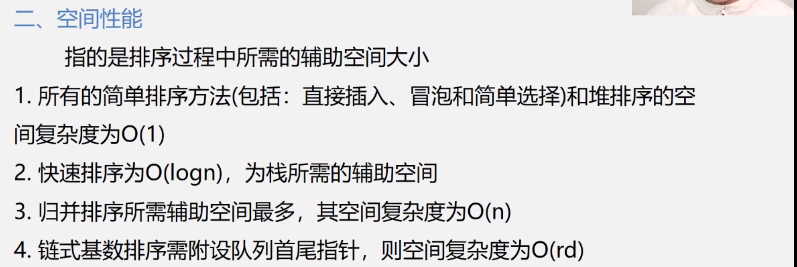 二、空间性能
指的是排序过程中所需的辅助空间大小
1. 所有的简单排序方法(包括：直接插入、冒泡和简单选择)和堆排序的空
间复杂度为O(1)
2. 快速排序为O(logn)，为栈所需的辅助空间
3. 归并排序所需辅助空间最多，其空间复杂度为O(n)
4. 链式基数排序需附设队列首尾指针，则空间复杂度为O(rd)